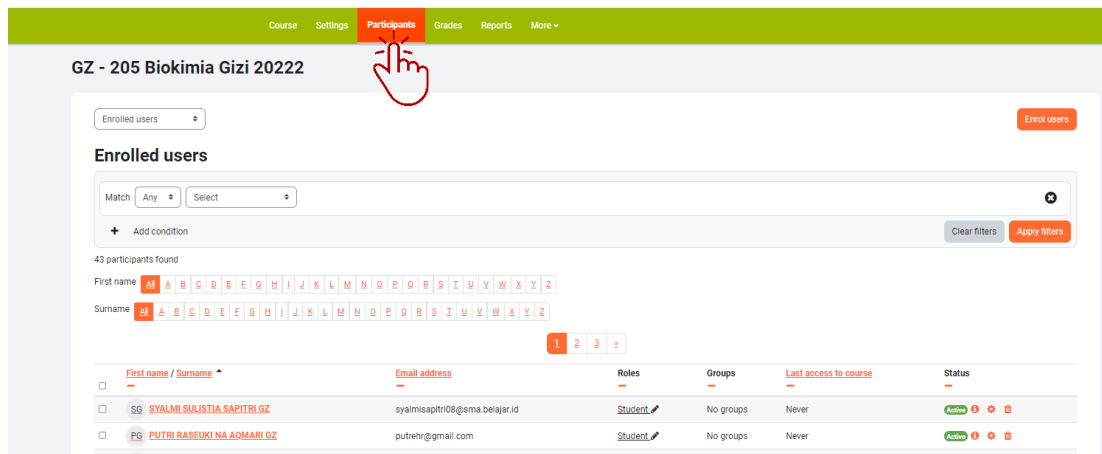 Course Settings Participants Grades Reports More
GZ - 205 Biokimia Gizi 20222
Enrolled users Enrol users
Enrolled users
Match Any Select
Add condition Clear filters Apply filters
43 participants found
First name All A B C D E F G H I J K L M N O P Q R S T U V W X Y Z
Surname All A B C D E F G H I J K L M N O P Q R S T U V W X Y Z
1 2 3 »
First name / Surname Email address Roles Groups Last access to course Status
SG SYALMI SULISTIA SAPITRI GZ syalmisapitri08@sma.belajar.id Student No groups Never Active
PG PUTRI RASEUKI NA AQMARI GZ putrehr@gmail.com Student No groups Never Active